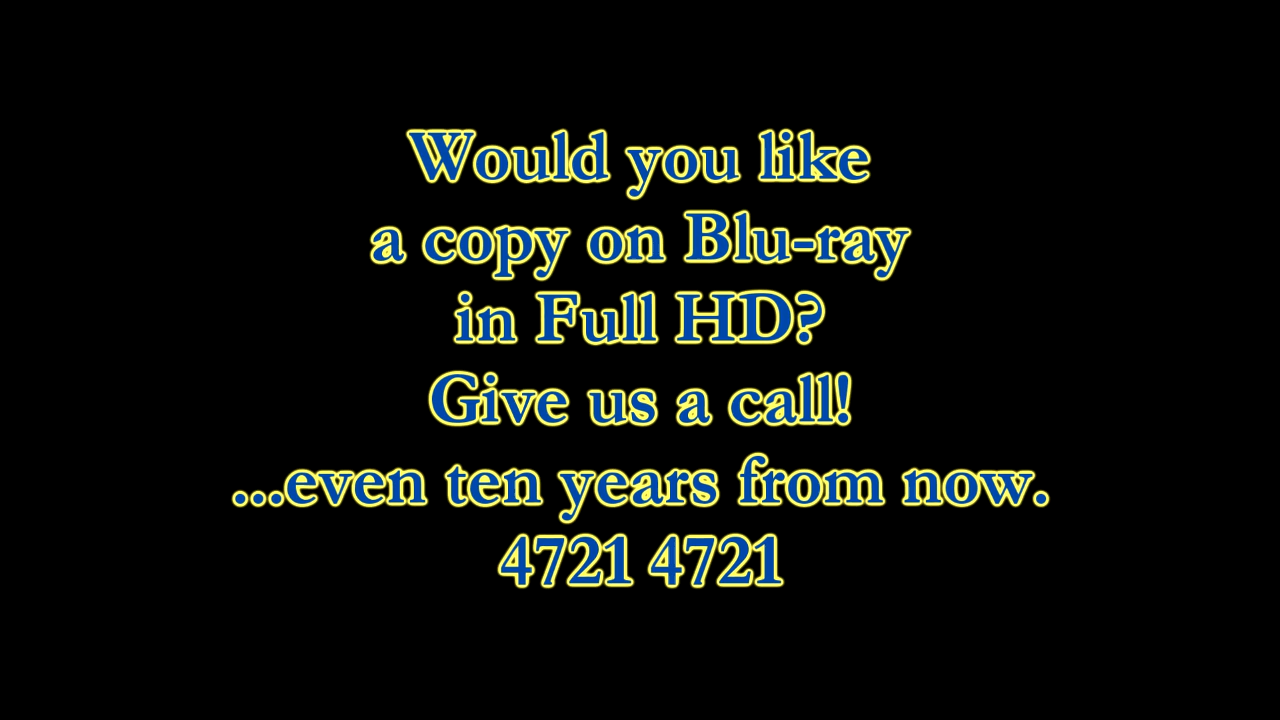 Would you like
a copy on Blu-ray
in Full HD?
Give us a call!
...even ten years from now.
4721 4721